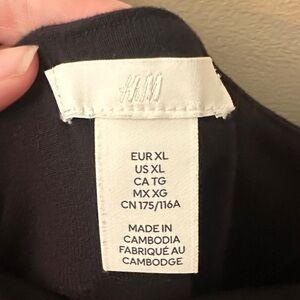 H&M
EUR XL
US XL
CA TG
MX XG
CN 175/116A
MADE IN
CAMBODIA
FABRIQUÉ AU
CAMBODGE